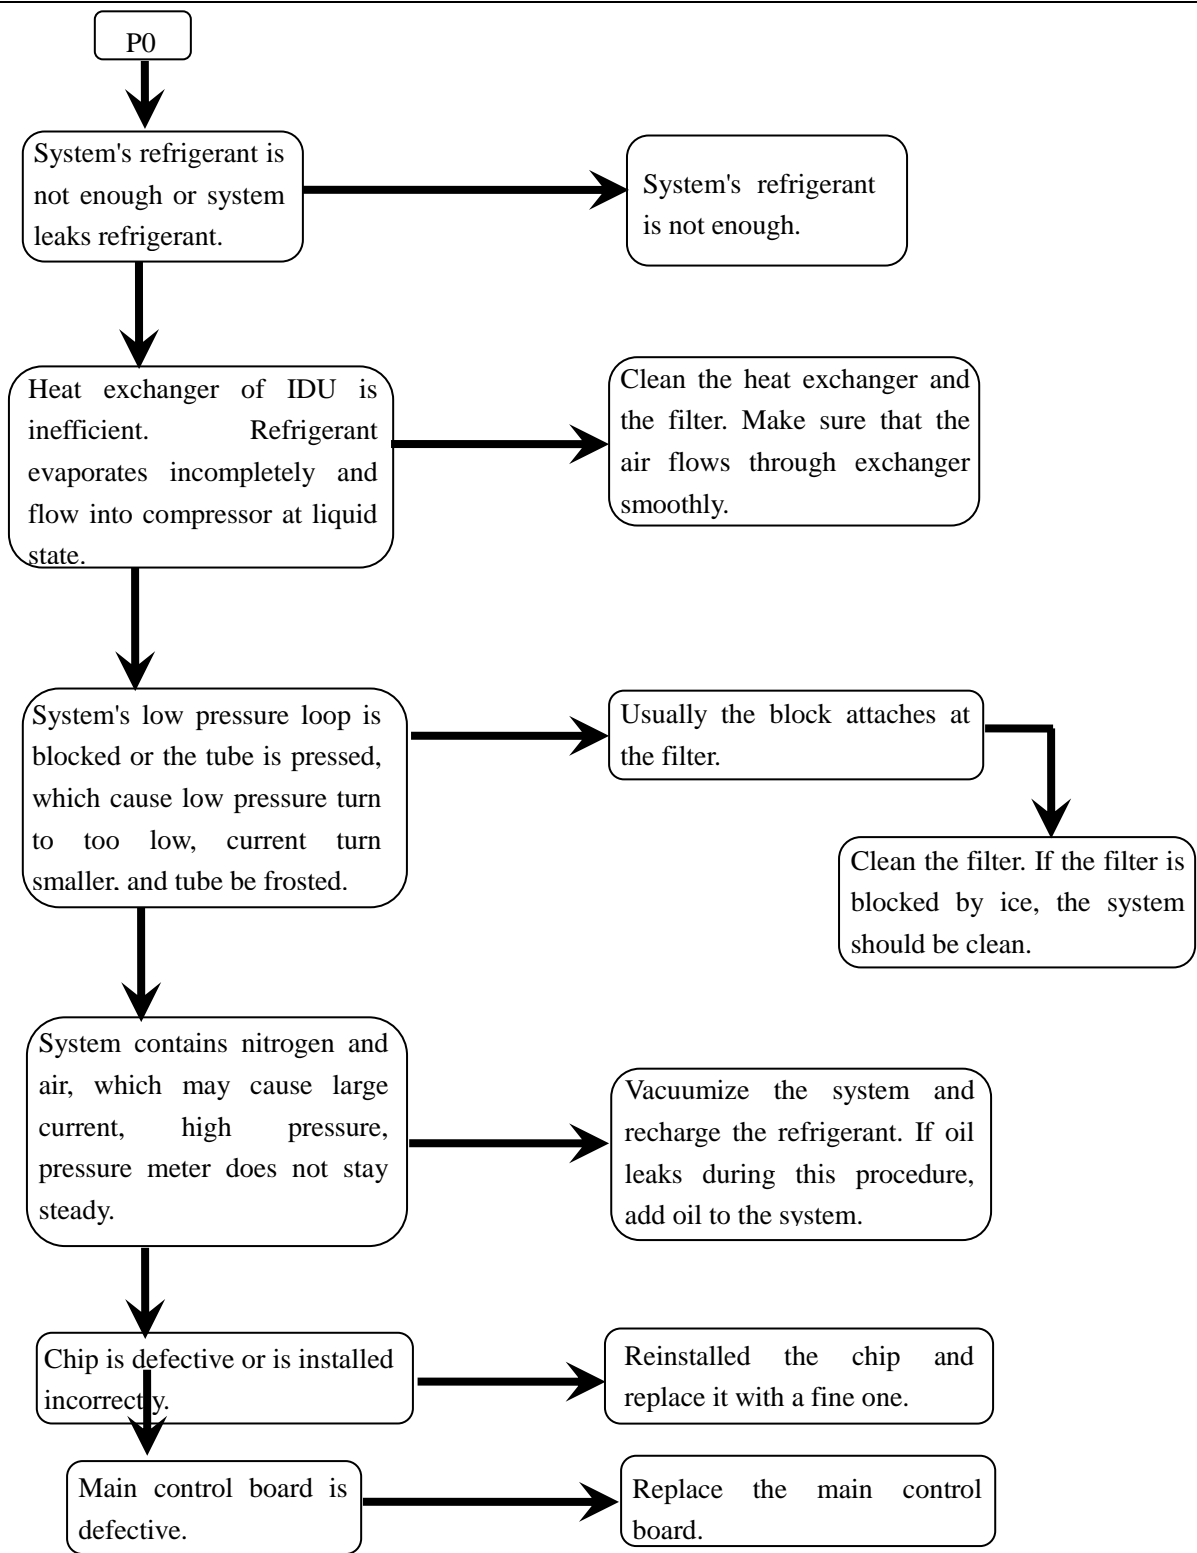 P0
System's refrigerant is
not enough or system
leaks refrigerant.
System's refrigerant
is not enough.
Heat exchanger of IDU is
inefficient. Refrigerant
evaporates incompletely and
flow into compressor at liquid
state.
Clean the heat exchanger and
the filter. Make sure that the
air flows through exchanger
smoothly.
System's low pressure loop is
blocked or the tube is pressed,
which cause low pressure turn
to too low, current turn
smaller, and tube be frosted.
Usually the block attaches at
the filter.
Clean the filter. If the filter is
blocked by ice, the system
should be clean.
System contains nitrogen and
air, which may cause large
current, high pressure,
pressure meter does not stay
steady.
Vacuumize the system and
recharge the refrigerant. If oil
leaks during this procedure,
add oil to the system.
Chip is defective or is installed
incorrectly.
Reinstalled the chip and
replace it with a fine one.
Main control board is
defective.
Replace the main control
board.